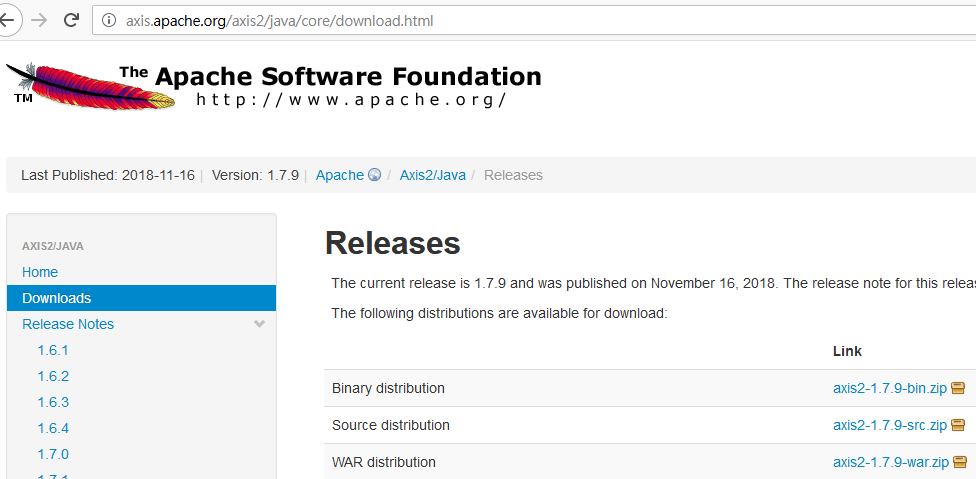 axis.apache.org/axis2/java/core/download.html
The Apache Software Foundation
TM
http://www.apache.org/
Last Published: 2018-11-16 | Version: 1.7.9 | Apache / Axis2/Java / Releases
AXIS2/JAVA
Home
Downloads
Release Notes
1.6.1
1.6.2
1.6.3
1.6.4
1.7.0
1.7.1
Releases
The current release is 1.7.9 and was published on November 16, 2018. The release note for this relea
The following distributions are available for download:
Link
Binary distribution axis2-1.7.9-bin.zip
Source distribution axis2-1.7.9-src.zip
WAR distribution axis2-1.7.9-war.zip